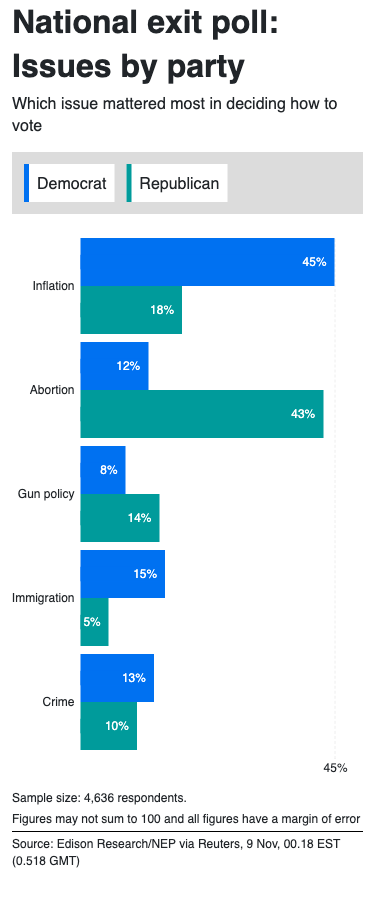 National exit poll:
Issues by party
Which issue mattered most in deciding how to
vote
Democrat
Republican
Inflation
45%
18%
Abortion
12%
43%
Gun policy
8%
14%
Immigration
15%
5%
Crime
13%
10%
45%
Sample size: 4,636 respondents.
Figures may not sum to 100 and all figures have a margin of error
Source: Edison Research/NEP via Reuters, 9 Nov, 00.18 EST
(0.518 GMT)